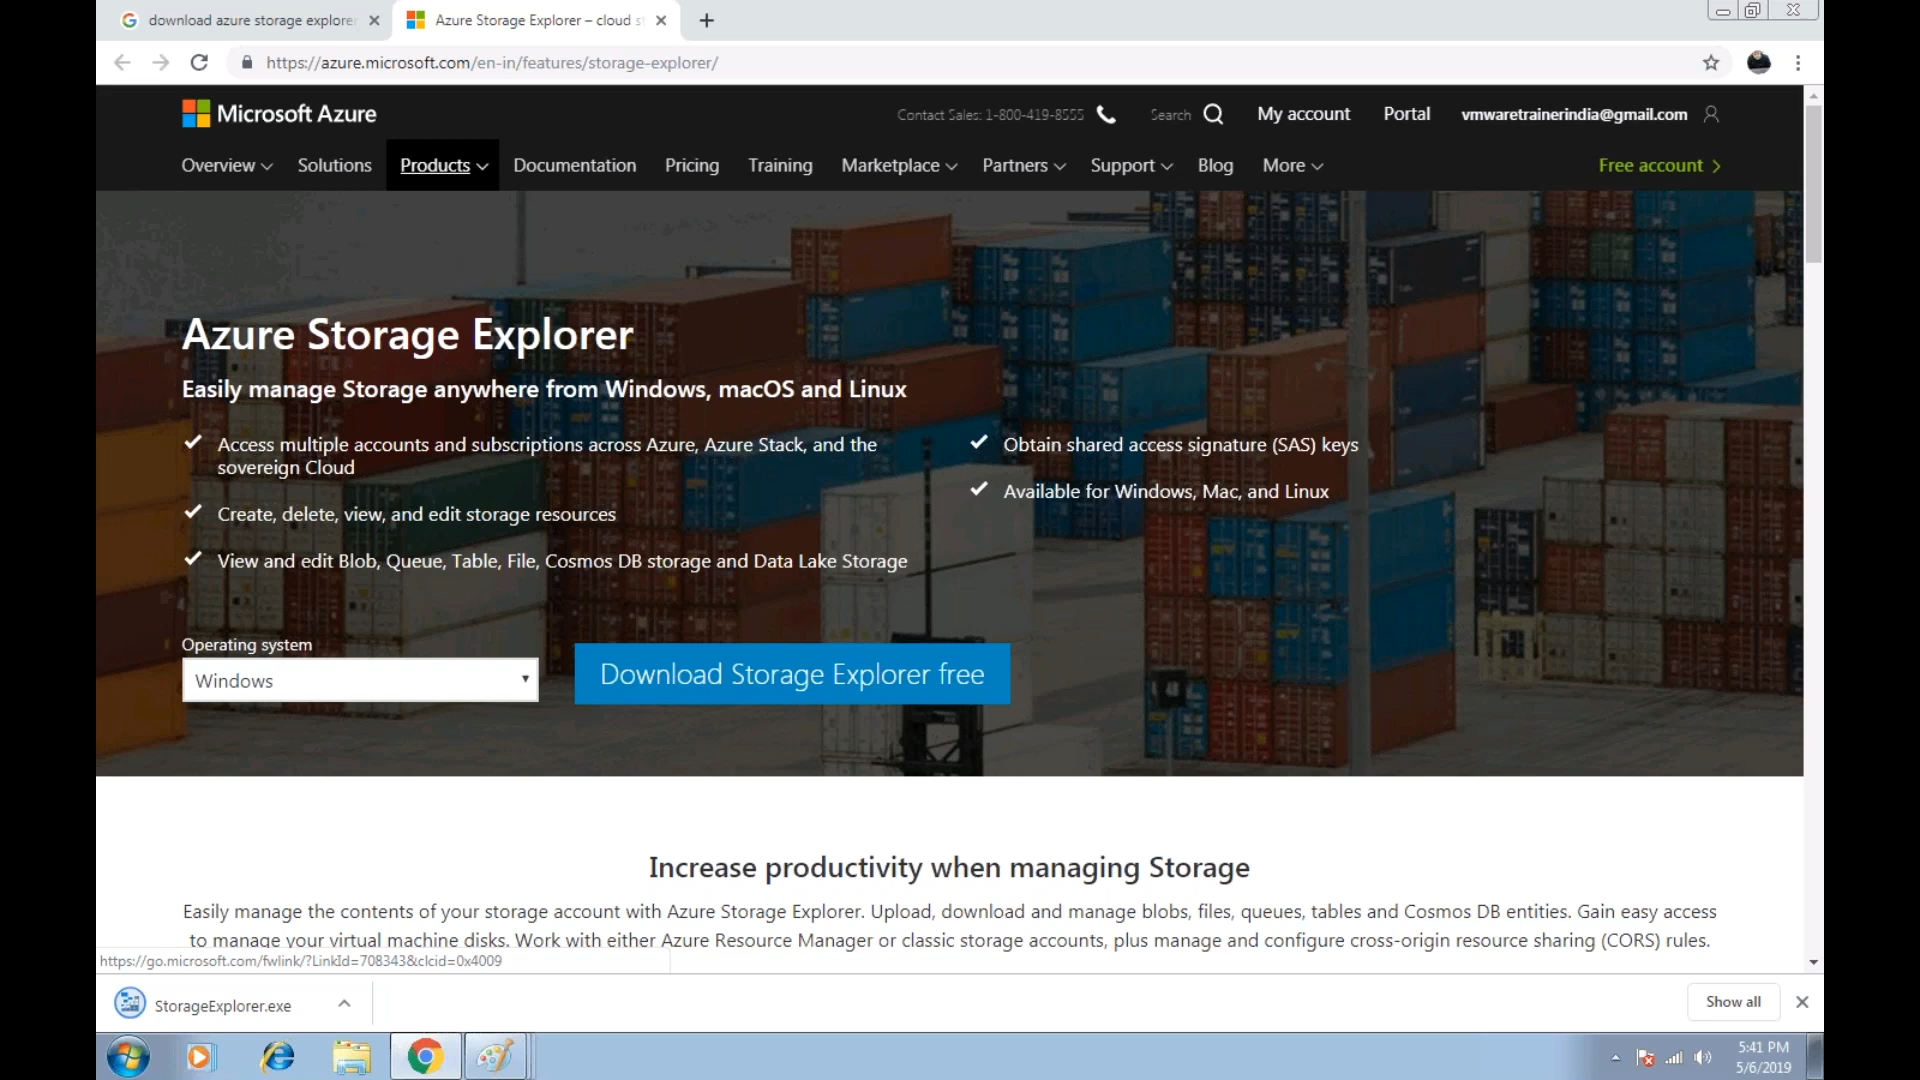 download azure storage explorer
Azure Storage Explorer – cloud s
https://azure.microsoft.com/en-in/features/storage-explorer/
Microsoft Azure
Contact Sales: 1-800-419-8555
Search
My account
Portal
vmwaretrainerindia@gmail.com
Overview
Solutions
Products
Documentation
Pricing
Training
Marketplace
Partners
Support
Blog
More
Free account
Azure Storage Explorer
Easily manage Storage anywhere from Windows, macOS and Linux
Access multiple accounts and subscriptions across Azure, Azure Stack, and the
sovereign Cloud
Create, delete, view, and edit storage resources
View and edit Blob, Queue, Table, File, Cosmos DB storage and Data Lake Storage
Obtain shared access signature (SAS) keys
Available for Windows, Mac, and Linux
Operating system
Windows
Download Storage Explorer free
Increase productivity when managing Storage
Easily manage the contents of your storage account with Azure Storage Explorer. Upload, download and manage blobs, files, queues, tables and Cosmos DB entities. Gain easy access
to manage your virtual machine disks. Work with either Azure Resource Manager or classic storage accounts, plus manage and configure cross-origin resource sharing (CORS) rules.
https://go.microsoft.com/fwlink/?LinkId=708343&clcid=0x4009
StorageExplorer.exe
Show all
5:41 PM
5/6/2019